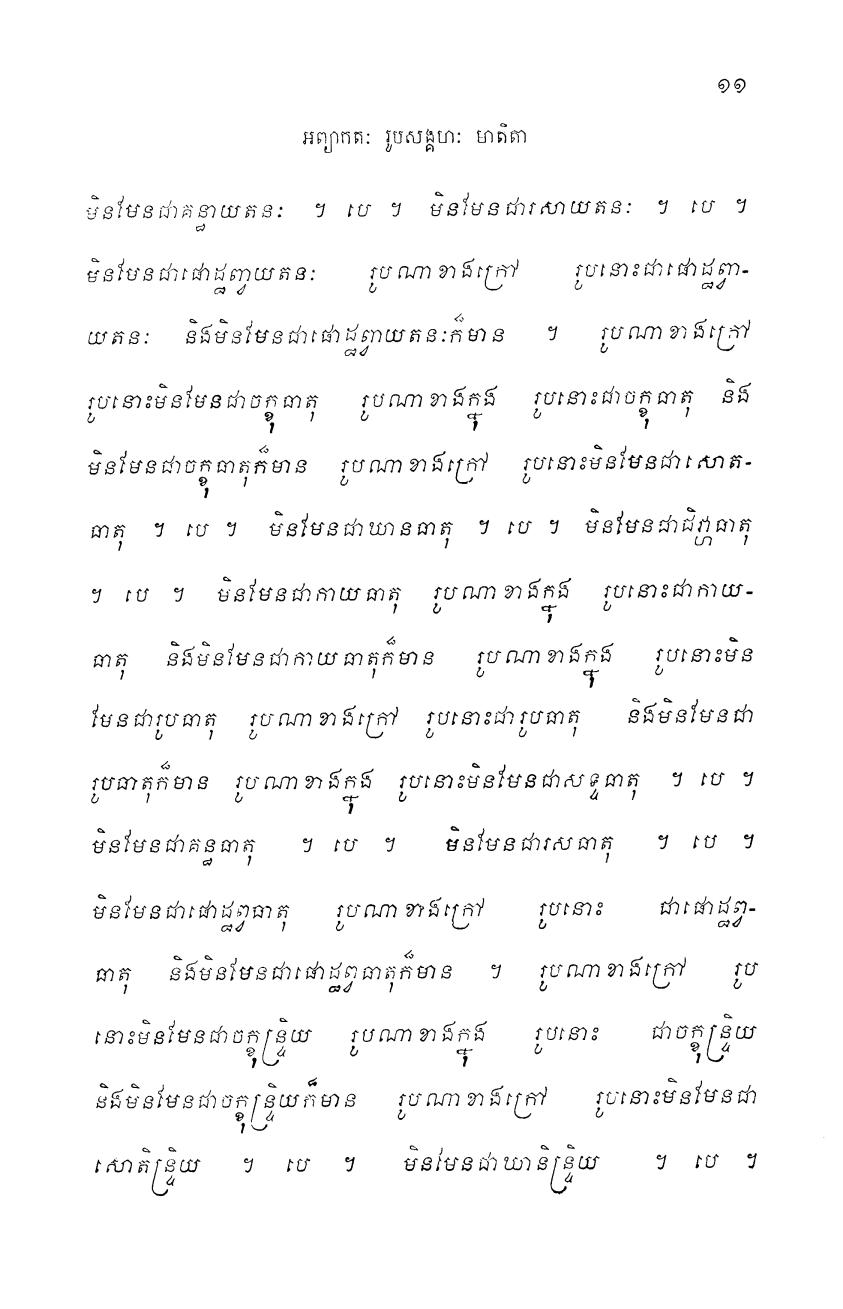 ១១
អព្យាកតៈ រូបសង្គហៈ មាតិកា
មិនមែនជាគន្ធាយតនៈ ។ បេ ។ មិនមែនជារសាយតនៈ ។ បេ ។
មិនមែនជាផោដ្ឋព្វាយតនៈ រូបណាខាងក្រៅ រូបនោះជាផោដ្ឋព្វា-
យតនៈ និងមិនមែនជាផោដ្ឋព្វាយតនៈក៏មាន ។ រូបណាខាងក្រៅ
រូបនោះមិនមែនជាចក្ខុធាតុ រូបណាខាងក្នុង រូបនោះជាចក្ខុធាតុ និង
មិនមែនជាចក្ខុធាតុក៏មាន រូបណាខាងក្រៅ រូបនោះមិនមែនជាសោត-
ធាតុ ។ បេ ។ មិនមែនជាឃានធាតុ ។ បេ ។ មិនមែនជាជិវ្ហាធាតុ
។ បេ ។ មិនមែនជាកាយធាតុ រូបណាខាងក្នុង រូបនោះជាកាយ-
ធាតុ និងមិនមែនជាកាយធាតុក៏មាន រូបណាខាងក្នុង រូបនោះមិន
មែនជារូបធាតុ រូបណាខាងក្រៅ រូបនោះជារូបធាតុ និងមិនមែនជា
រូបធាតុក៏មាន រូបណាខាងក្នុង រូបនោះមិនមែនជាសទ្ទធាតុ ។ បេ ។
មិនមែនជាគន្ធធាតុ ។ បេ ។ មិនមែនជារសធាតុ ។ បេ ។
មិនមែនជាផោដ្ឋព្វធាតុ រូបណាខាងក្រៅ រូបនោះ ជាផោដ្ឋព្វ-
ធាតុ និងមិនមែនជាផោដ្ឋព្វធាតុក៏មាន ។ រូបណាខាងក្រៅ រូប
នោះមិនមែនជាចក្ខុន្ទ្រិយ រូបណាខាងក្នុង រូបនោះ ជាចក្ខុន្ទ្រិយ
និងមិនមែនជាចក្ខុន្ទ្រិយក៏មាន រូបណាខាងក្រៅ រូបនោះមិនមែនជា
សោតិន្ទ្រិយ ។ បេ ។ មិនមែនជាឃានិន្ទ្រិយ ។ បេ ។